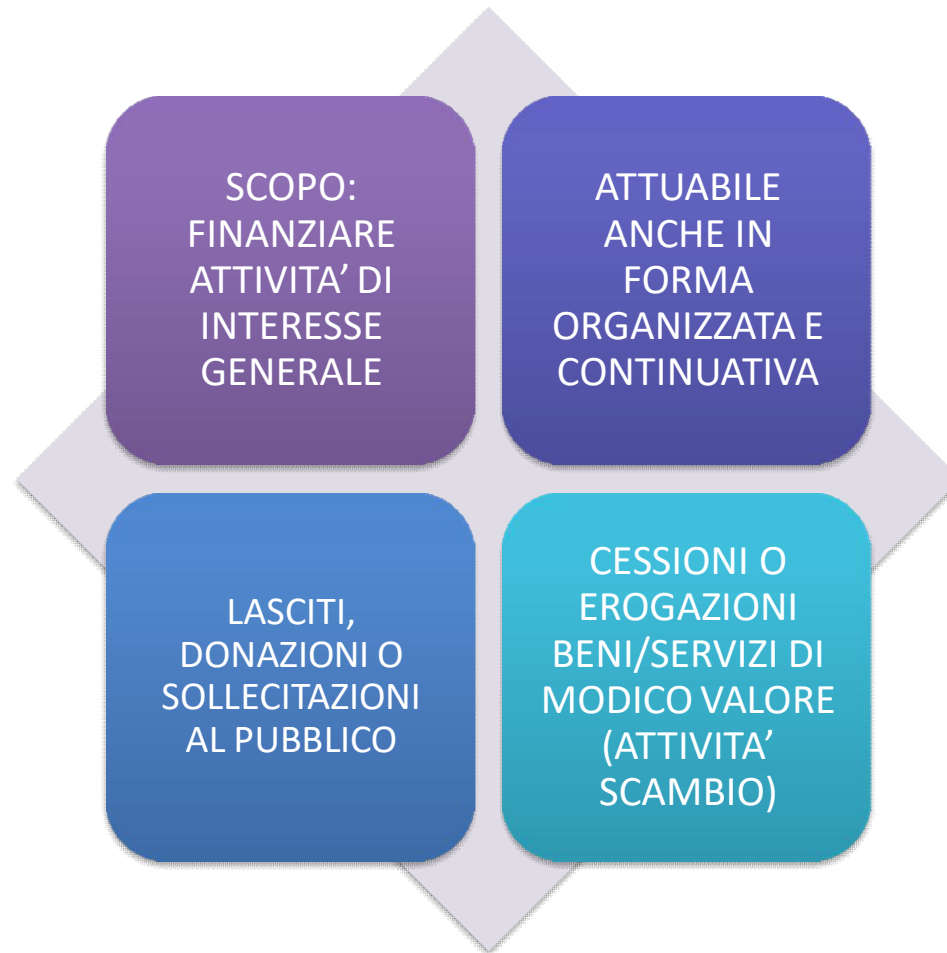 SCOPO:
FINANZIARE
ATTIVITA’ DI
INTERESSE
GENERALE
ATTUABILE
ANCHE IN
FORMA
ORGANIZZATA E
CONTINUATIVA
LASCITI,
DONAZIONI O
SOLLECITAZIONI
AL PUBBLICO
CESSIONI O
EROGAZIONI
BENI/SERVIZI DI
MODICO VALORE
(ATTIVITA’
SCAMBIO)